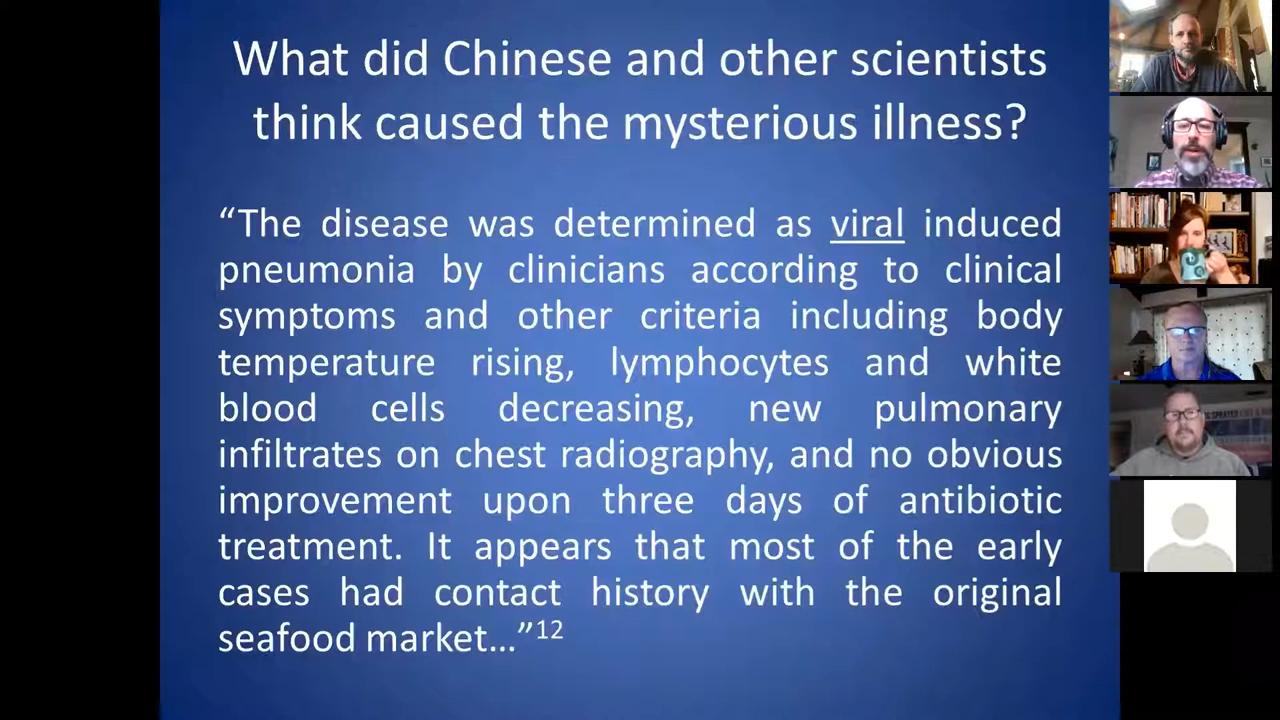 What did Chinese and other scientists
think caused the mysterious illness?
“The disease was determined as viral induced
pneumonia by clinicians according to clinical
symptoms and other criteria including body
temperature rising, lymphocytes and white
blood cells decreasing, new pulmonary
infiltrates on chest radiography, and no obvious
improvement upon three days of antibiotic
treatment. It appears that most of the early
cases had contact history with the original
seafood market…”12